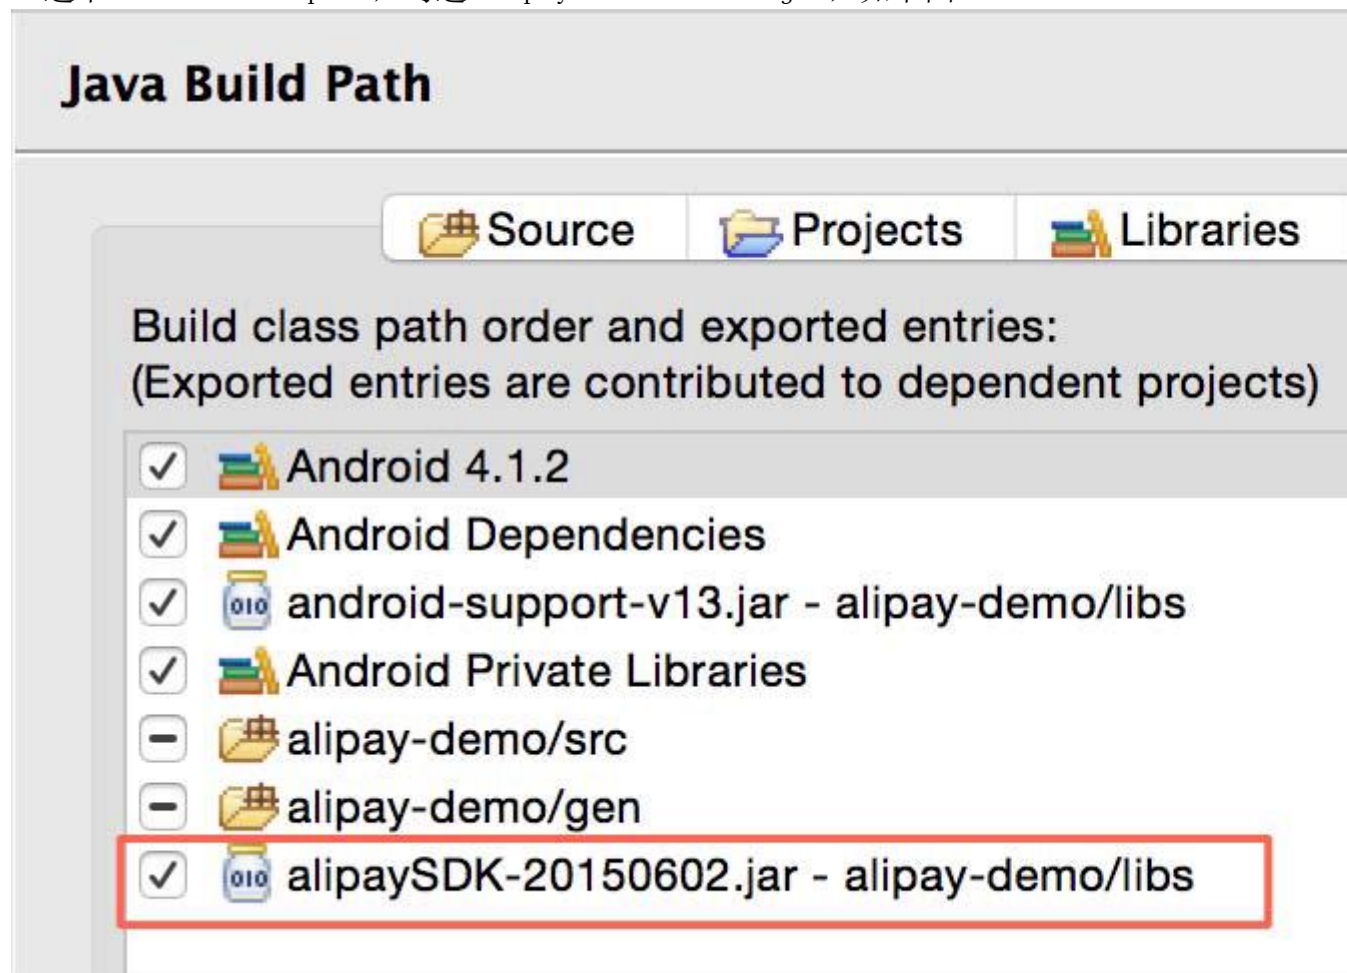 Java Build Path
Source Projects Libraries
Build class path order and exported entries:
(Exported entries are contributed to dependent projects)
Android 4.1.2
Android Dependencies
android-support-v13.jar - alipay-demo/libs
Android Private Libraries
alipay-demo/src
alipay-demo/gen
alipaySDK-20150602.jar - alipay-demo/libs